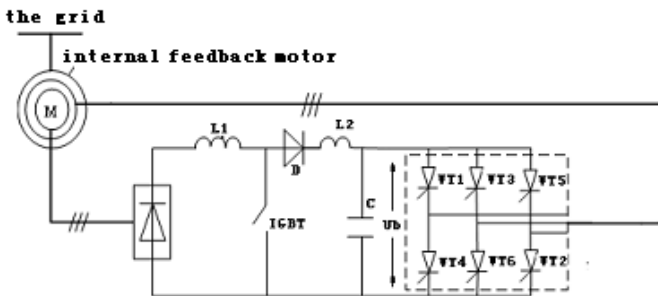 the grid
internal feedback motor
M
L1
L2
D
IGBT
C
Ub
VT1
VT3
VT5
VT4
VT6
VT2